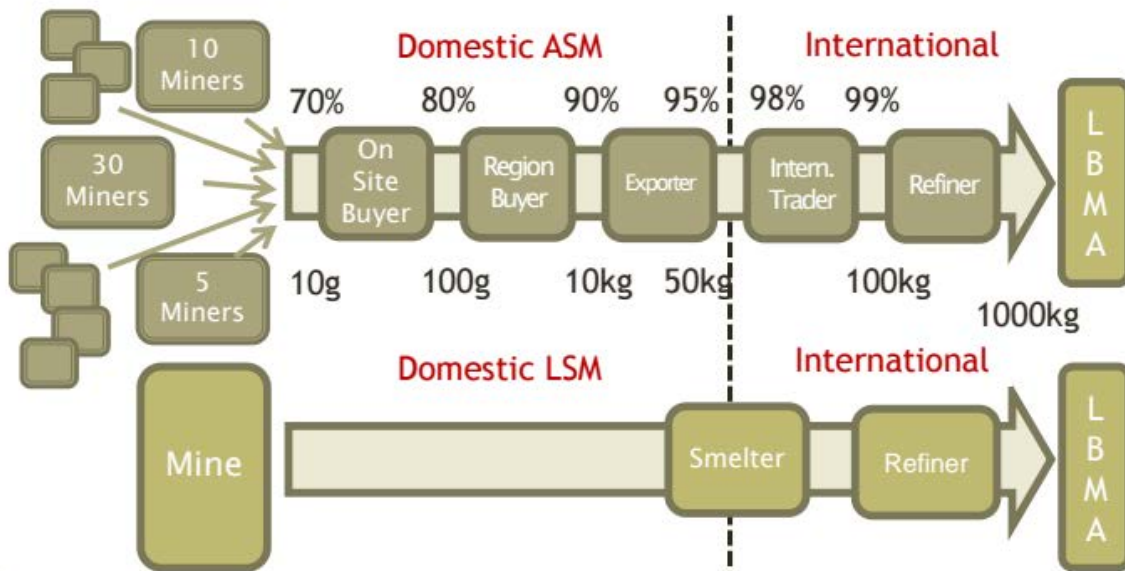 10
Miners
30
Miners
5
Miners
Domestic ASM
International
70%
80%
90%
95%
98%
99%
On
Site
Buyer
Region
Buyer
Exporter
Intern.
Trader
Refiner
L
B
M
A
10g
100g
10kg
50kg
100kg
1000kg
Domestic LSM
International
Mine
Smelter
Refiner
L
B
M
A